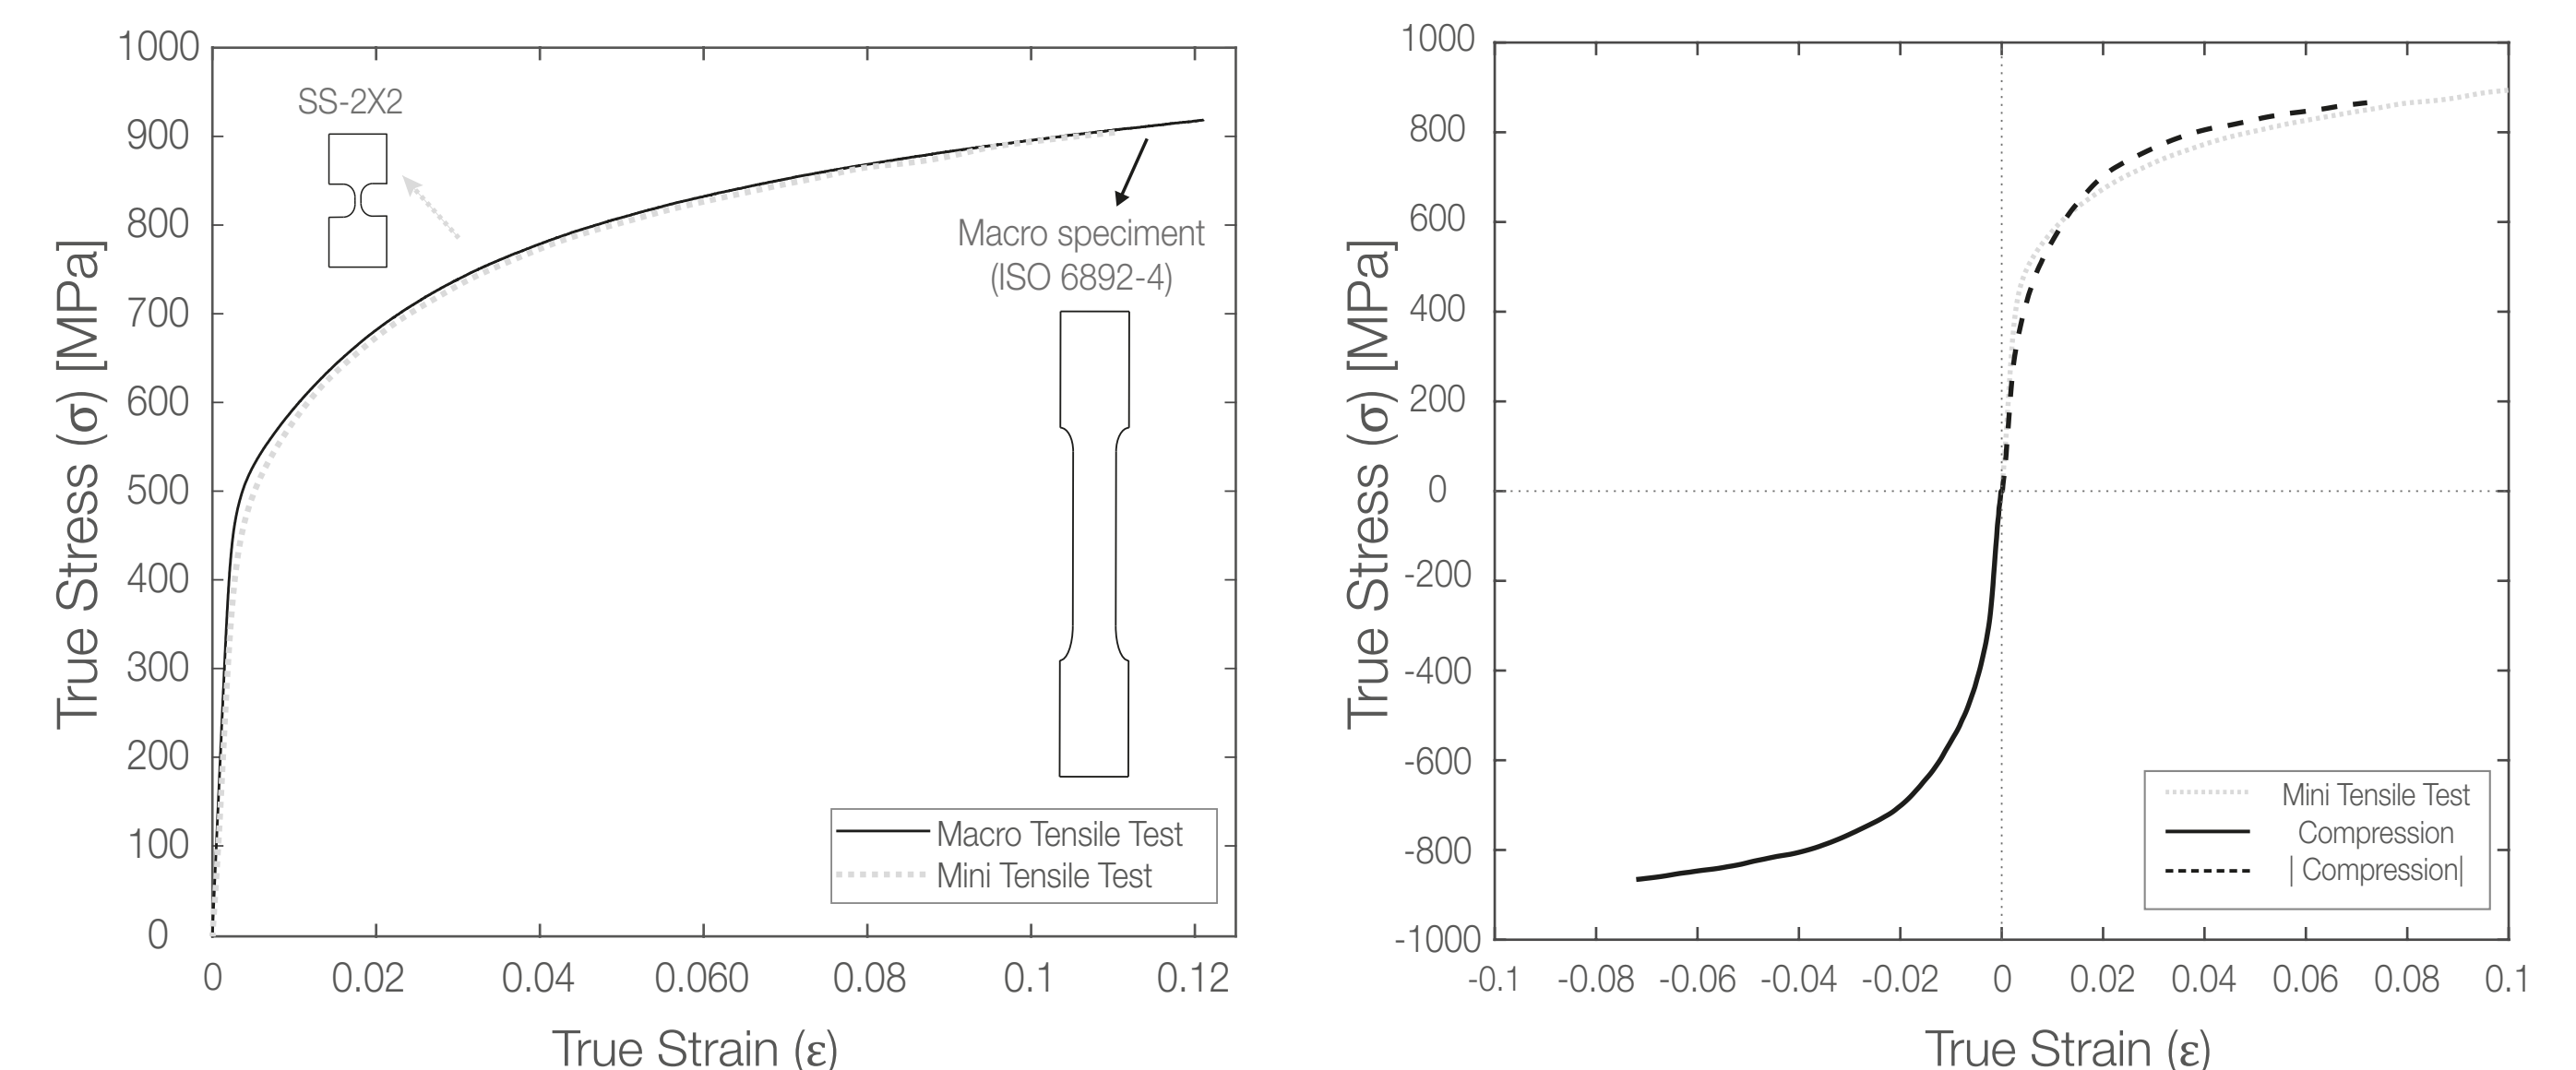 1000
900
800
700
600
500
400
300
200
100
0
True Stress (σ) [MPa]
SS-2X2
Macro speciment
(ISO 6892-4)
Macro Tensile Test
Mini Tensile Test
0 0.02 0.04 0.060 0.08 0.1 0.12
True Strain (ε)
1000
800
600
400
200
0
-200
-400
-600
-800
-1000
True Stress (σ) [MPa]
Mini Tensile Test
Compression
| Compression|
-0.1 -0.08 -0.06 -0.04 -0.02 0 0.02 0.04 0.06 0.08 0.1
True Strain (ε)